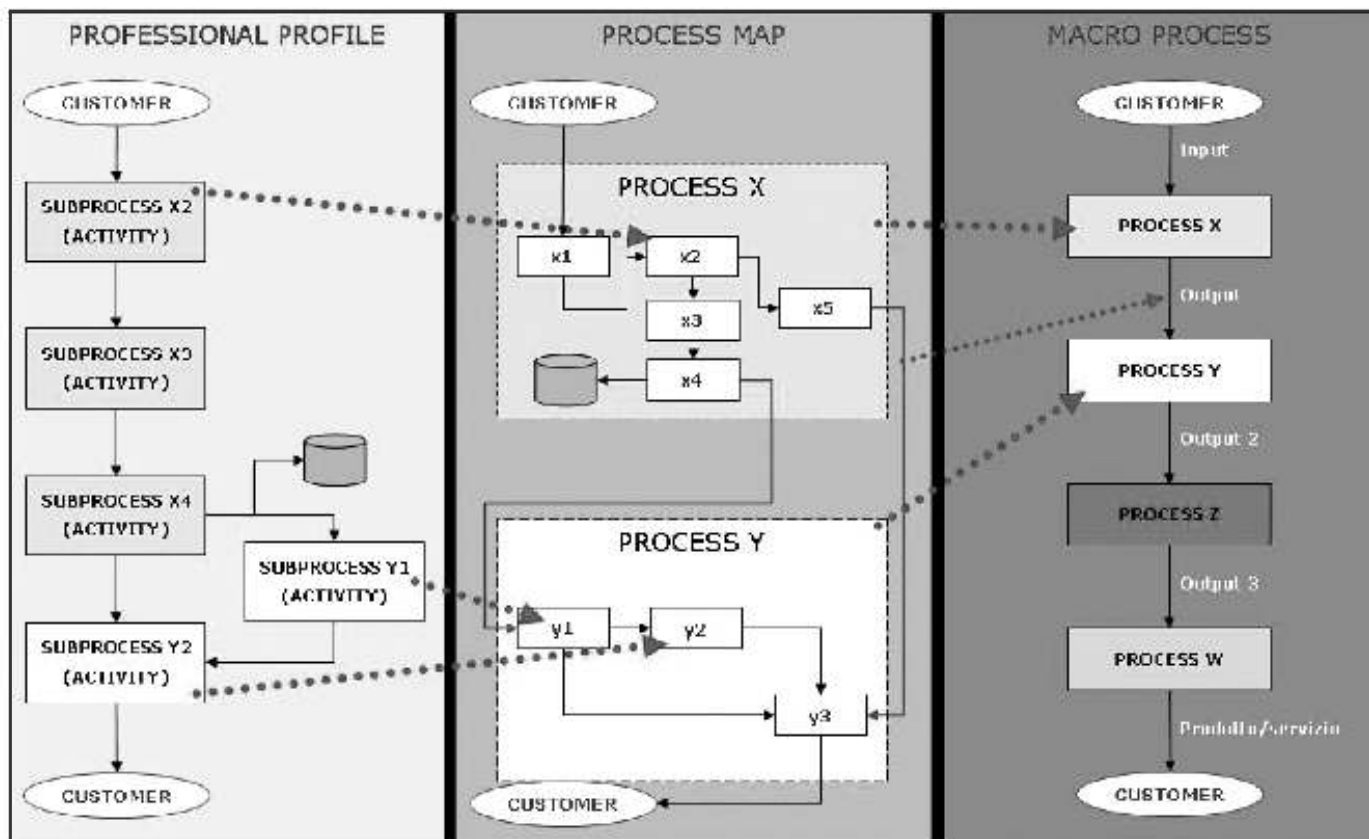 PROFESSIONAL PROFILE
CUSTOMER
SUBPROCESS X2
(ACTIVITY)
SUBPROCESS X3
(ACTIVITY)
SUBPROCESS X4
(ACTIVITY)
SUBPROCESS Y1
(ACTIVITY)
SUBPROCESS Y2
(ACTIVITY)
CUSTOMER
PROCESS MAP
CUSTOMER
PROCESS X
x1
x2
x3
x5
x4
PROCESS Y
y1
y2
y3
CUSTOMER
MACRO PROCESS
CUSTOMER
Input
PROCESS X
Output
PROCESS Y
Output 2
PROCESS Z
Output 3
PROCESS W
Prodotto/servizio
CUSTOMER